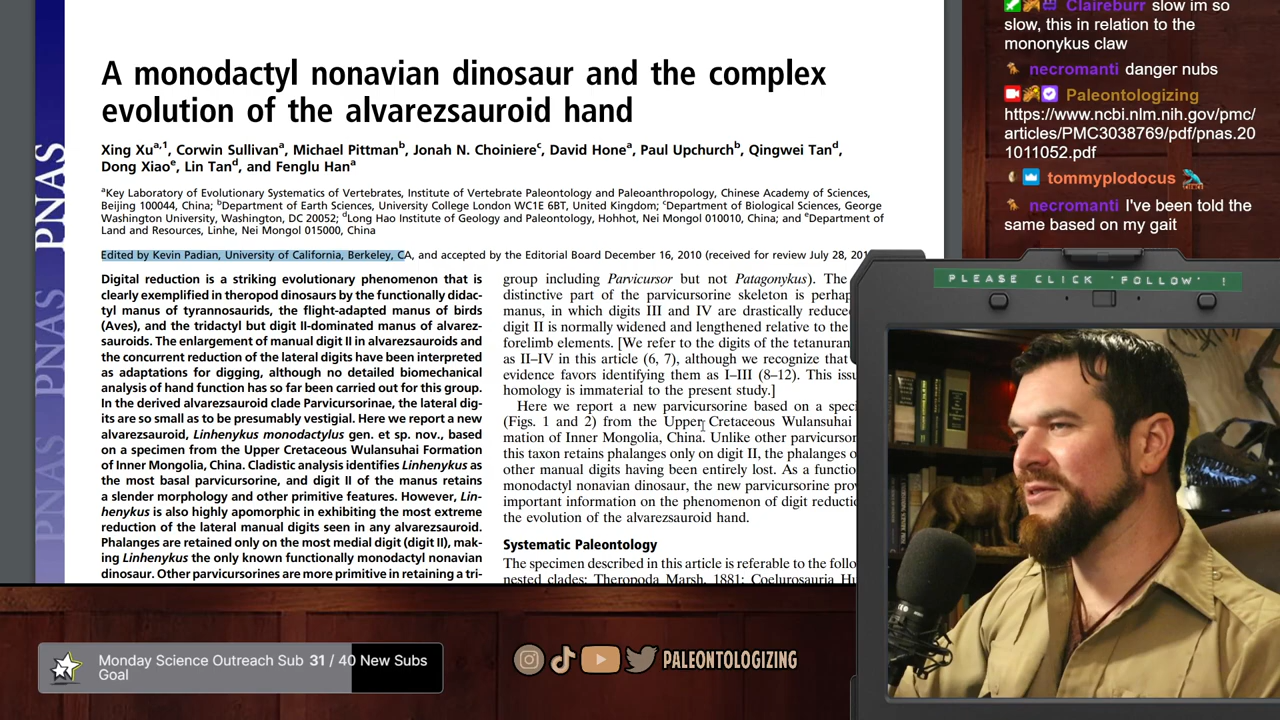 A monodactyl nonavian dinosaur and the complex
evolution of the alvarezsauroid hand
Xing Xua,1, Corwin Sullivana, Michael Pittmanb, Jonah N. Choinierec, David Honea, Paul Upchurchb, Qingwei Tand,
Dong Xiaoe, Lin Tand, and Fenglu Hana
aKey Laboratory of Evolutionary Systematics of Vertebrates, Institute of Vertebrate Paleontology and Paleoanthropology, Chinese Academy of Sciences,
Beijing 100044, China; bDepartment of Earth Sciences, University College London WC1E 6BT, United Kingdom; cDepartment of Biological Sciences, George
Washington University, Washington, DC 20052; dLong Hao Institute of Geology and Paleontology, Hohhot, Nei Mongol 010010, China; and eDepartment of
Land and Resources, Linhe, Nei Mongol 015000, China
Edited by Kevin Padian, University of California, Berkeley, CA, and accepted by the Editorial Board December 16, 2010 (received for review July 28, 201
Digital reduction is a striking evolutionary phenomenon that is
clearly exemplified in theropod dinosaurs by the functionally didac-
tyl manus of tyrannosaurids, the flight-adapted manus of birds
(Aves), and the tridactyl but digit II-dominated manus of alvarez-
sauroids. The enlargement of manual digit II in alvarezsauroids and
the concurrent reduction of the lateral digits have been interpreted
as adaptations for digging, although no detailed biomechanical
analysis of hand function has so far been carried out for this group.
In the derived alvarezsauroid clade Parvicursorinae, the lateral dig-
its are so small as to be presumably vestigial. Here we report a new
alvarezsauroid, Linhenykus monodactylus gen. et sp. nov., based
on a specimen from the Upper Cretaceous Wulansuhai Formation
of Inner Mongolia, China. Cladistic analysis identifies Linhenykus as
the most basal parvicursorine, and digit II of the manus retains
a slender morphology and other primitive features. However, Lin-
henykus is also highly apomorphic in exhibiting the most extreme
reduction of the lateral manual digits seen in any alvarezsauroid.
Phalanges are retained only on the most medial digit (digit II), mak-
ing Linhenykus the only known functionally monodactyl nonavian
dinosaur. Other parvicursorines are more primitive in retaining a tri-
group including Parvicursor but not Patagonykus). The
distinctive part of the parvicursorine skeleton is perhap
manus, in which digits III and IV are drastically reduce
digit II is normally widened and lengthened relative to the
forelimb elements. [We refer to the digits of the tetanuran
as II–IV in this article (6, 7), although we recognize that
evidence favors identifying them as I–III (8–12). This issu
homology is immaterial to the present study.]
Here we report a new parvicursorine based on a speci
(Figs. 1 and 2) from the Upper Cretaceous Wulansuhai
mation of Inner Mongolia, China. Unlike other parvicursor
this taxon retains phalanges only on digit II, the phalanges o
other manual digits having been entirely lost. As a functio
monodactyl nonavian dinosaur, the new parvicursorine prov
important information on the phenomenon of digit reducti
the evolution of the alvarezsauroid hand.
Systematic Paleontology
The specimen described in this article is referable to the follo
nested clades: Theropoda Marsh, 1881; Coelurosauria Hu
PNAS
PNAS
PNAS
Claireburr slow im so
slow, this in relation to the
mononykus claw
necromanti danger nubs
Paleontologizing
https://www.ncbi.nlm.nih.gov/pmc/
articles/PMC3038769/pdf/pnas.20
1011052.pdf
tommyplodocus
necromanti I've been told the
same based on my gait
PLEASE CLICK 'FOLLOW' !
Monday Science Outreach Sub 31 / 40 New Subs
Goal
PALEONTOLOGIZING